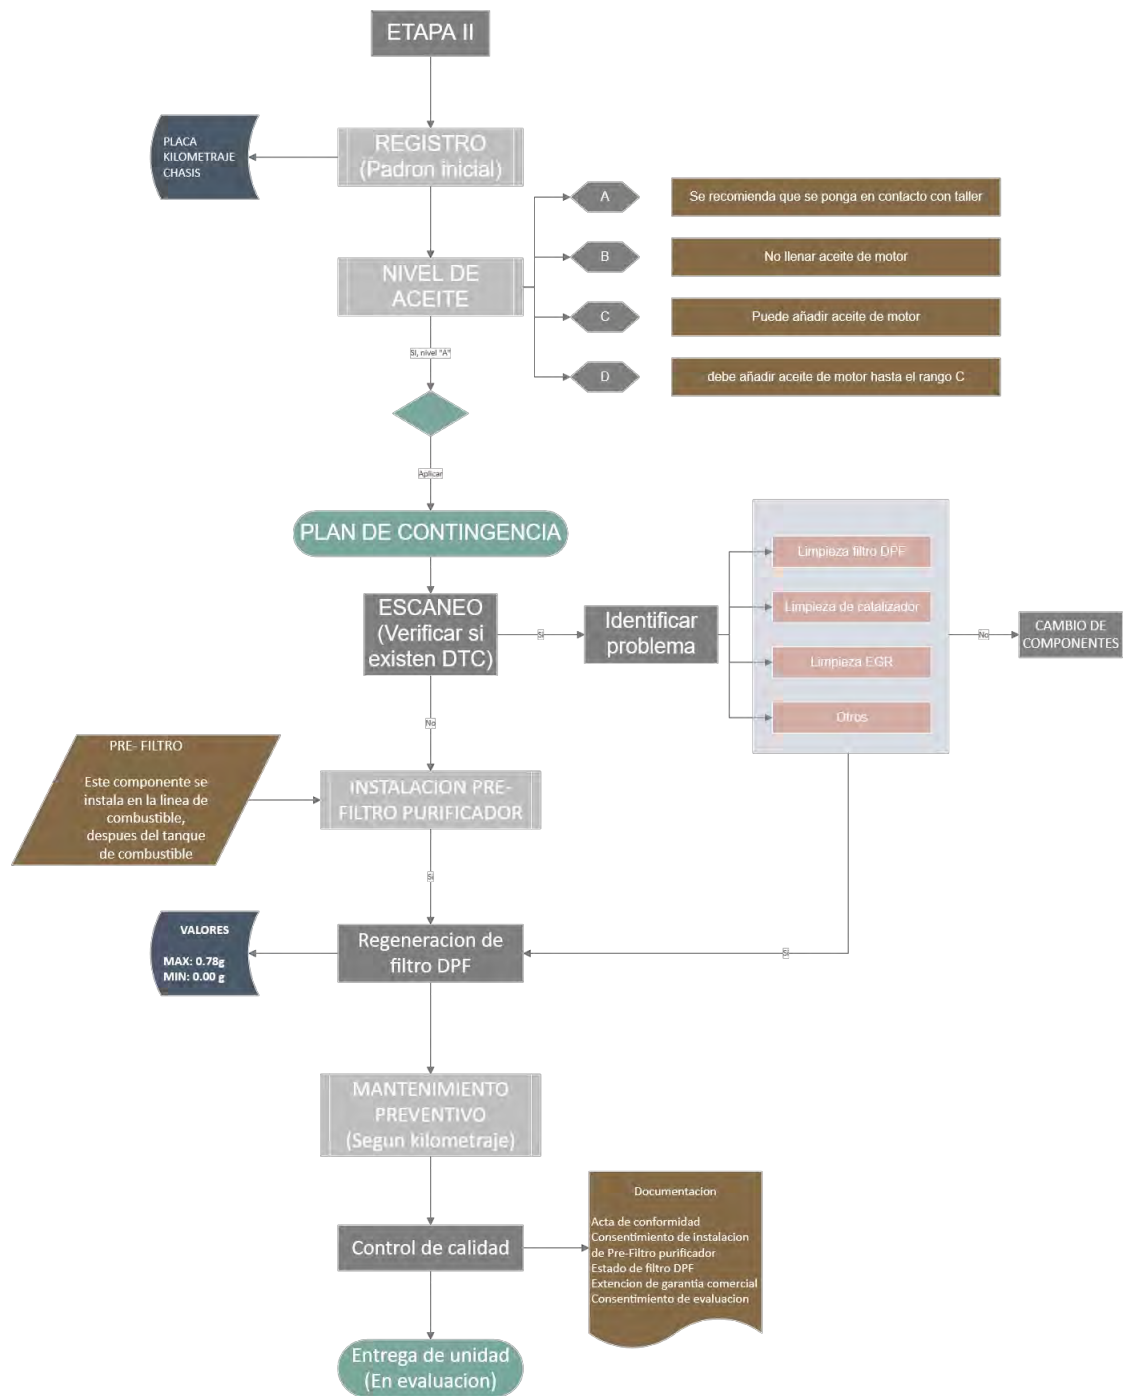 ETAPA II
PLACA
KILOMETRAJE
CHASIS
REGISTRO
(Padron inicial)
NIVEL DE
ACEITE
A
Se recomienda que se ponga en contacto con taller
B
No llenar aceite de motor
C
Puede añadir aceite de motor
D
debe añadir aceite de motor hasta el rango C
Si, nivel "A"
Aplicar
PLAN DE CONTINGENCIA
ESCANEO
(Verificar si
existen DTC)
Si
Identificar
problema
Limpieza filtro DPF
Limpieza de catalizador
Limpieza EGR
Otros
No
CAMBIO DE
COMPONENTES
No
PRE- FILTRO
Este componente se
instala en la linea de
combustible,
despues del tanque
de combustible
INSTALACION PRE-
FILTRO PURIFICADOR
Si
VALORES
MAX: 0.78g
MIN: 0.00 g
Regeneracion de
filtro DPF
Si
MANTENIMIENTO
PREVENTIVO
(Segun kilometraje)
Control de calidad
Documentacion
Acta de conformidad
Consentimiento de instalacion
de Pre-Filtro purificador
Estado de filtro DPF
Extencion de garantia comercial
Consentimiento de evaluacion
Entrega de unidad
(En evaluacion)